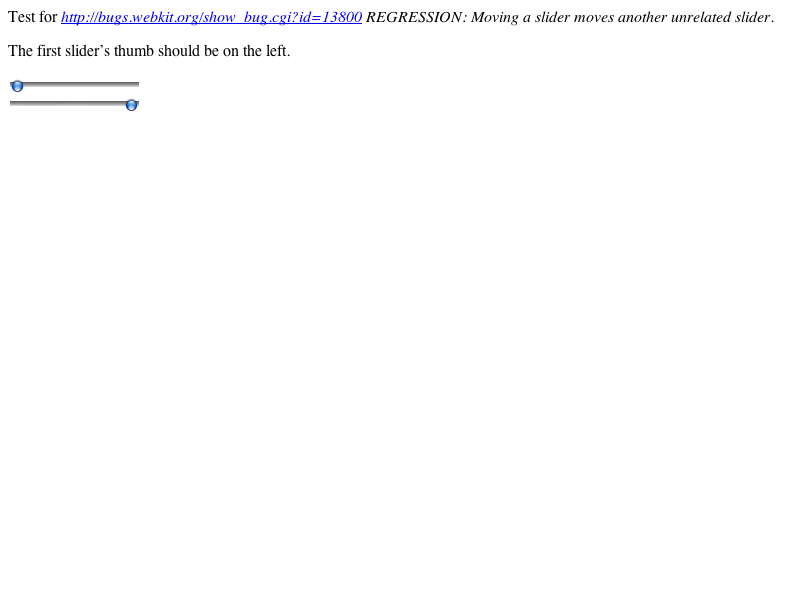 Test for http://bugs.webkit.org/show_bug.cgi?id=13800 REGRESSION: Moving a slider moves another unrelated slider.
The first slider’s thumb should be on the left.